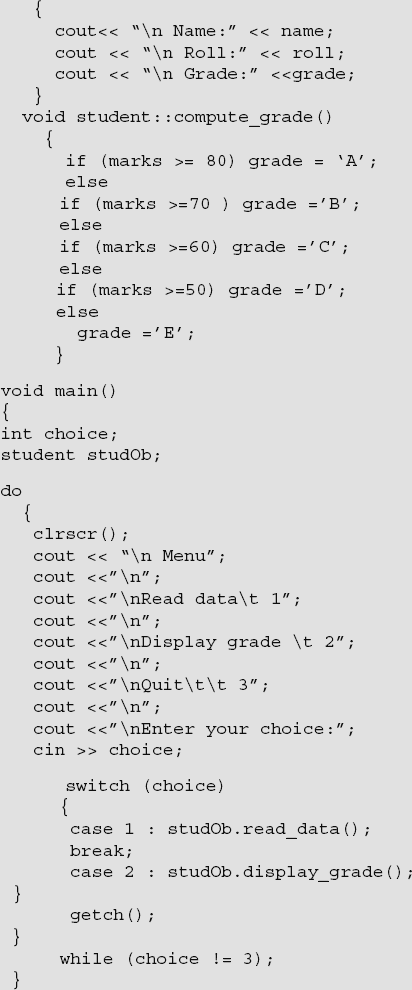 {
cout<< “\n Name:” << name;
cout << “\n Roll:” << roll;
cout << “\n Grade:” <<grade;
}
void student::compute_grade()
{
if (marks >= 80) grade = ‘A’;
else
if (marks >=70 ) grade =’B’;
else
if (marks >=60) grade =’C’;
else
if (marks >=50) grade =’D’;
else
grade =’E’;
}
void main()
{
int choice;
student studOb;
do
{
clrscr();
cout << “\n Menu”;
cout <<”\n”;
cout <<”\nRead data\t 1”;
cout <<”\n”;
cout <<”\nDisplay grade \t 2”;
cout <<”\n”;
cout <<”\nQuit\t\t 3”;
cout <<”\n”;
cout <<”\nEnter your choice:”;
cin >> choice;
switch (choice)
{
case 1 : studOb.read_data();
break;
case 2 : studOb.display_grade();
}
getch();
}
while (choice != 3);
}